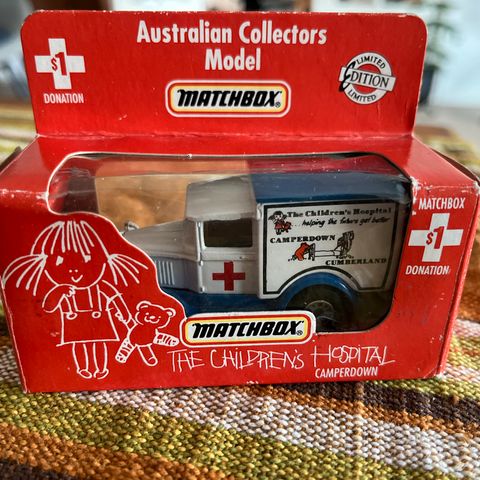 Australian Collectors
Model
MATCHBOX
$1
DONATION
LIMITED
EDITION
LIMITED
MATCHBOX
$1
DONATION
The Children's Hospital
... helping the future get better
CAMPERDOWN
CUMBERLAND
MATCHBOX
THE CHILDREN'S HOSPITAL
CAMPERDOWN